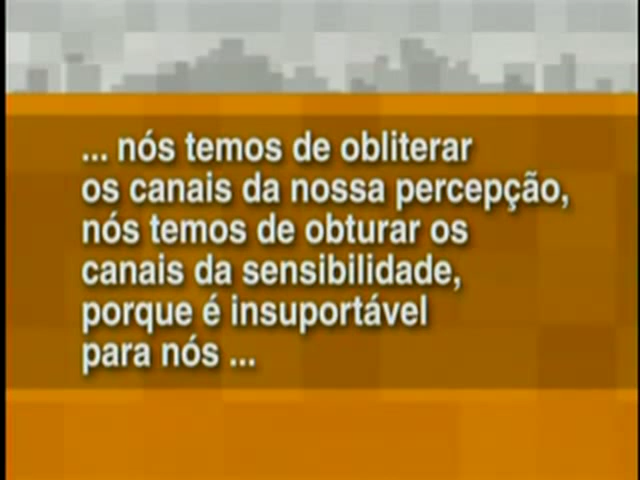 ... nós temos de obliterar
os canais da nossa percepção,
nós temos de obturar os
canais da sensibilidade,
porque é insuportável
para nós ...